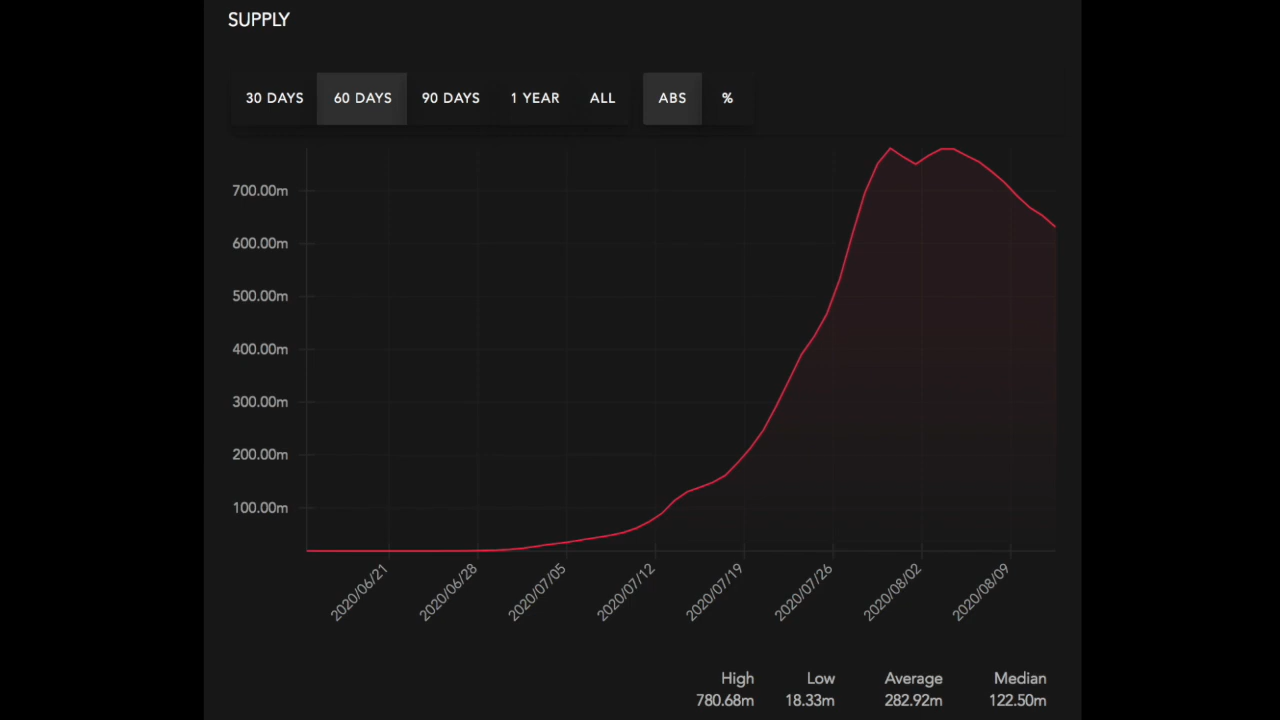 SUPPLY
30 DAYS 60 DAYS 90 DAYS 1 YEAR ALL ABS %
700.00m
600.00m
500.00m
400.00m
300.00m
200.00m
100.00m
2020/06/21 2020/06/28 2020/07/05 2020/07/12 2020/07/19 2020/07/26 2020/08/02 2020/08/09
High Low Average Median
780.68m 18.33m 282.92m 122.50m